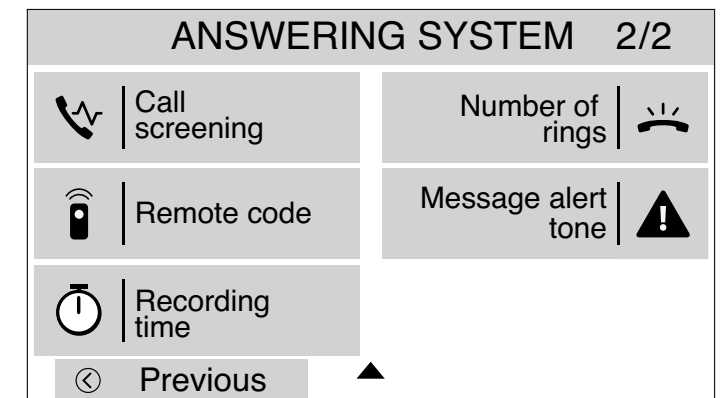 ANSWERING SYSTEM 2/2
Call
screening
Number of
rings
Remote code
Message alert
tone
Recording
time
Previous